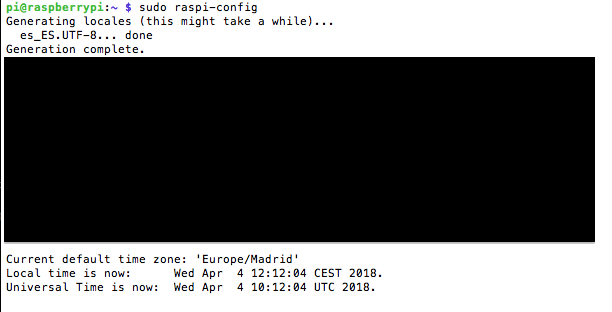 pi@raspberrypi:~ $ sudo raspi-config
Generating locales (this might take a while)...
  es_ES.UTF-8... done
Generation complete.
Current default time zone: 'Europe/Madrid'
Local time is now:      Wed Apr  4 12:12:04 CEST 2018.
Universal Time is now:  Wed Apr  4 10:12:04 UTC 2018.